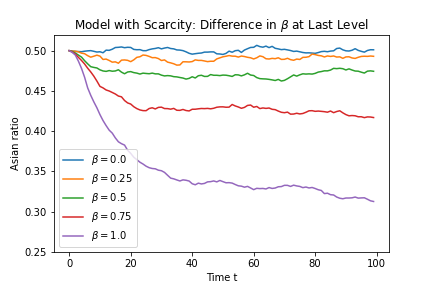 Model with Scarcity: Difference in β at Last Level
Asian ratio
0.50
0.45
0.40
0.35
0.30
0.25
β = 0.0
β = 0.25
β = 0.5
β = 0.75
β = 1.0
0 20 40 60 80 100
Time t